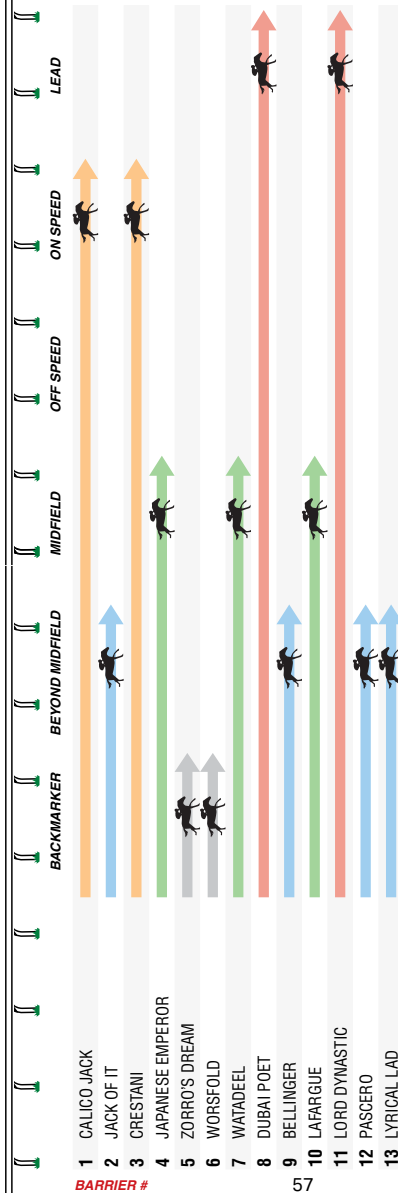 BACKMARKER BEYOND MIDFIELD MIDFIELD OFF SPEED ON SPEED LEAD
1 CALICO JACK
2 JACK OF IT
3 CRESTANI
4 JAPANESE EMPEROR
5 ZORRO'S DREAM
6 WORSFOLD
7 WATADEEL
8 DUBAI POET
9 BELLINGER
10 LAFARGUE
11 LORD DYNASTIC
12 PASCERO
13 LYRICAL LAD
BARRIER #
57